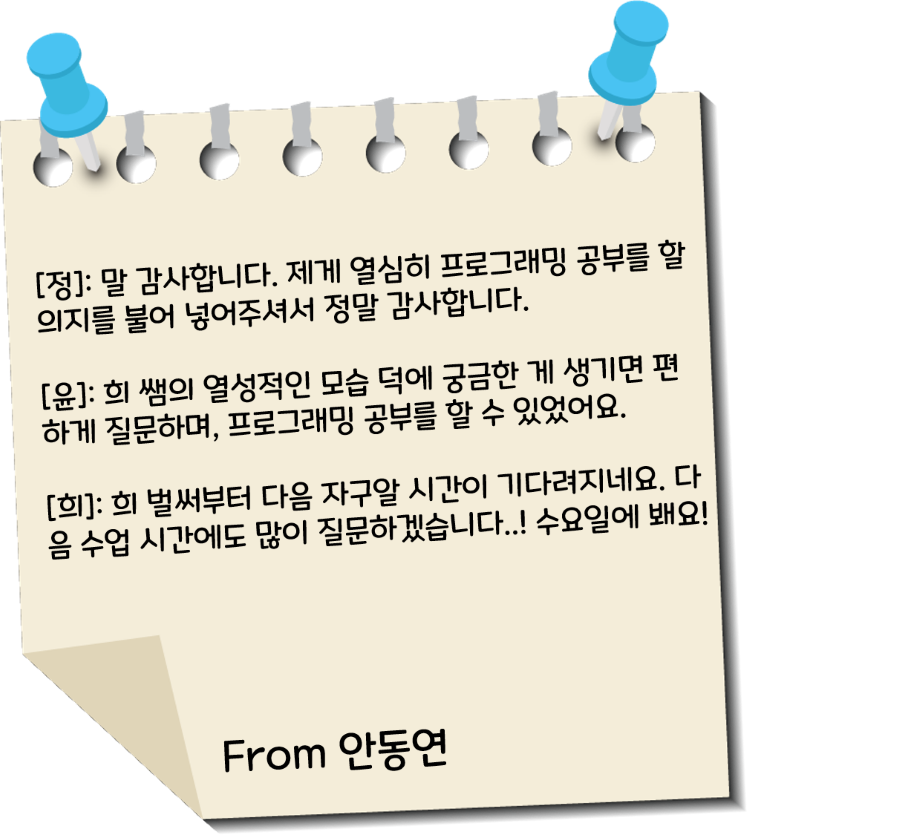 [정]: 말 감사합니다. 제게 열심히 프로그래밍 공부를 할
의지를 불어 넣어주셔서 정말 감사합니다.
[윤]: 희 쌤의 열성적인 모습 덕에 궁금한 게 생기면 편
하게 질문하며, 프로그래밍 공부를 할 수 있었어요.
[희]: 희 벌써부터 다음 자구알 시간이 기다려지네요. 다
음 수업 시간에도 많이 질문하겠습니다..! 수요일에 봬요!
From 안동연